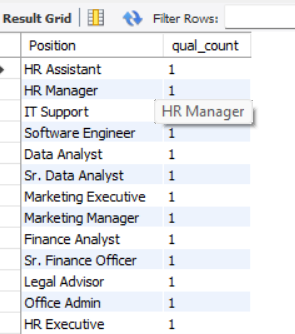 Result Grid Filter Rows:
Position qual_count
HR Assistant 1
HR Manager 1
IT Support HR Manager
Software Engineer 1
Data Analyst 1
Sr. Data Analyst 1
Marketing Executive 1
Marketing Manager 1
Finance Analyst 1
Sr. Finance Officer 1
Legal Advisor 1
Office Admin 1
HR Executive 1